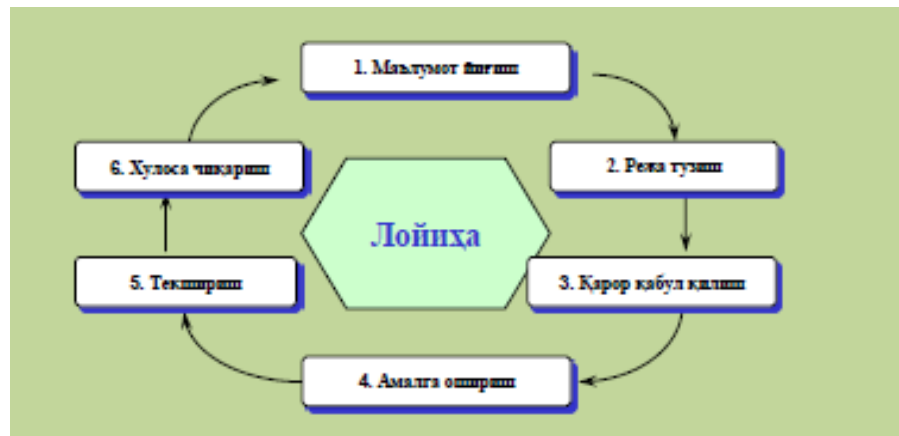 1. Маълумот йиғиш
2. Режа тузиш
3. Қарор қабул қилиш
4. Амалга ошириш
5. Текшириш
6. Хулоса чиқариш
Лойиҳа